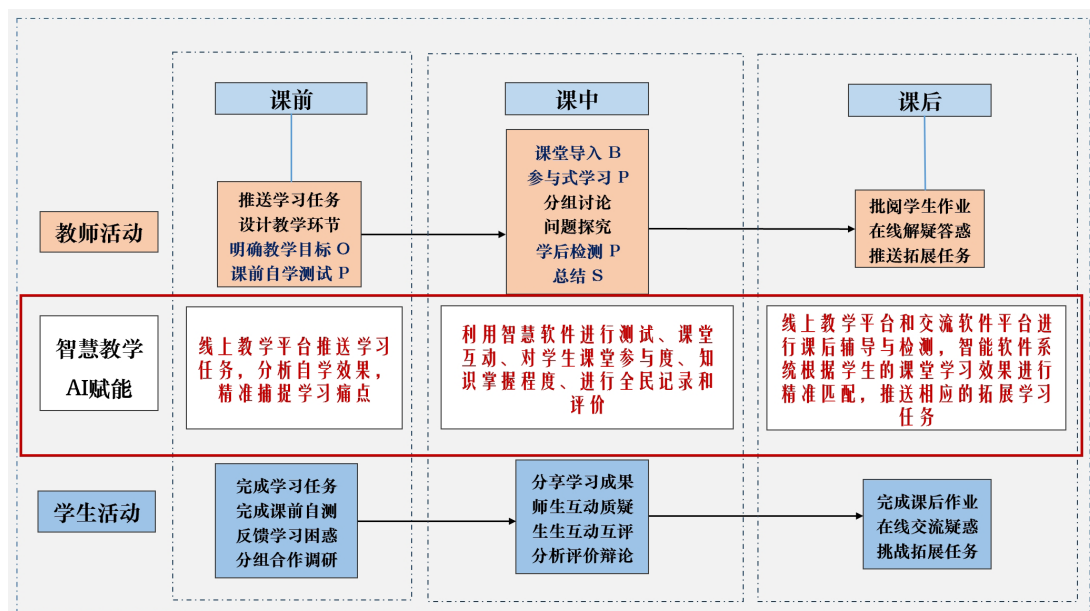 课前
课中
课后
教师活动
推送学习任务
设计教学环节
明确教学目标 O
课前自学测试 P
课堂导入 B
参与式学习 P
分组讨论
问题探究
学后检测 P
总结 S
批阅学生作业
在线解疑答惑
推送拓展任务
智慧教学
AI赋能
线上教学平台推送学习
任务，分析自学效果，
精准捕捉学习痛点
利用智慧软件进行测试、课堂
互动、对学生课堂参与度、知
识掌握程度、进行全民记录和
评价
线上教学平台和交流软件平台进
行课后辅导与检测，智能软件系
统根据学生的课堂学习效果进行
精准匹配，推送相应的拓展学习
任务
学生活动
完成学习任务
完成课前自测
反馈学习困惑
分组合作调研
分享学习成果
师生互动质疑
生生互动互评
分析评价辩论
完成课后作业
在线交流疑惑
挑战拓展任务